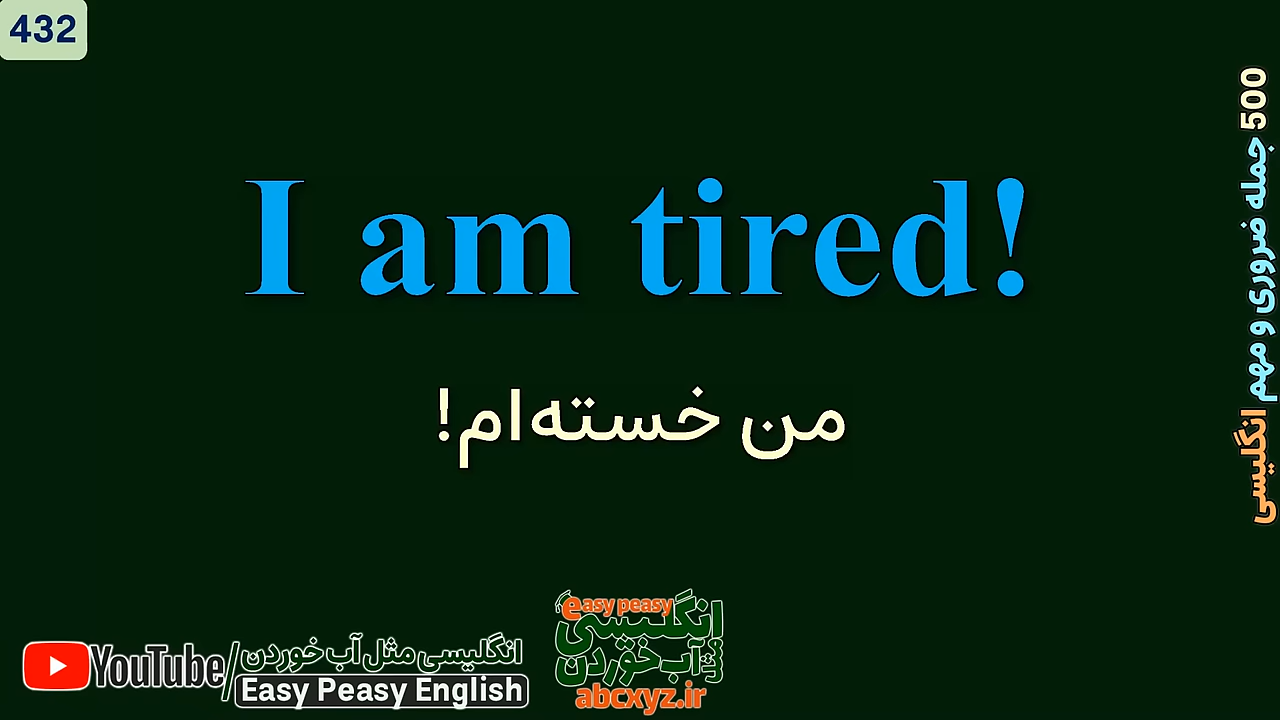 432
500 جمله ضروری و مهم انگلیسی
I am tired!
من خسته‌ام!
YouTube/انگلیسی مثل آب خوردن
Easy Peasy English
easy peasy
انگلیسی
مثل آب خوردن
abcxyz.ir